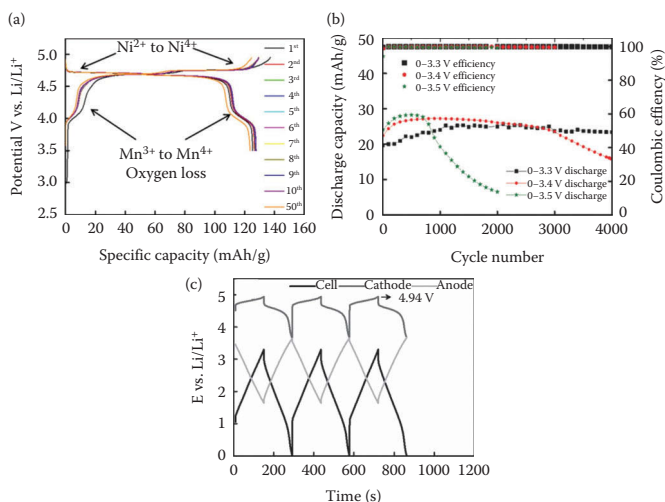 (a)
5.0
4.5
4.0
3.5
3.0
2.5
Potential V vs. Li/Li⁺
Ni²⁺ to Ni⁴⁺
Mn³⁺ to Mn⁴⁺
Oxygen loss
1ˢᵗ
2ⁿᵈ
3ʳᵈ
4ᵗʰ
5ᵗʰ
6ᵗʰ
7ᵗʰ
8ᵗʰ
9ᵗʰ
10ᵗʰ
50ᵗʰ
0 20 40 60 80 100 120 140 160
Specific capacity (mAh/g)
(b)
50
40
30
20
10
0
Discharge capacity (mAh/g)
0–3.3 V efficiency
0–3.4 V efficiency
0–3.5 V efficiency
0–3.3 V discharge
0–3.4 V discharge
0–3.5 V discharge
100
80
60
40
20
0
Coulombic effiency (%)
0 1000 2000 3000 4000
Cycle number
(c)
Cell Cathode Anode
4.94 V
5
4
3
2
1
0
E vs. Li/Li⁺
0 200 400 600 800 1000 1200
Time (s)